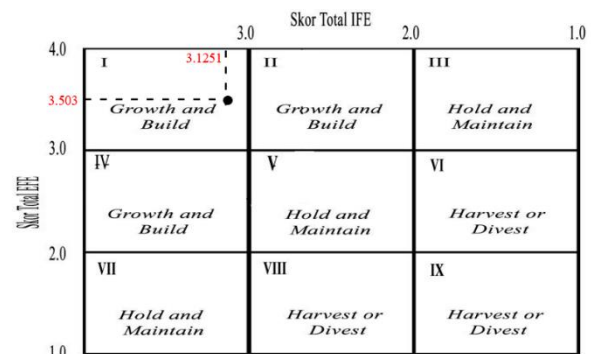 Skor Total IFE
3.0 2.0 1.0
4.0
I 3.1251 II III
3.503
Growth and Build
Growth and Build
Hold and Maintain
3.0
IV V VI
Skor Total EFE
Growth and Build
Hold and Maintain
Harvest or Divest
2.0
VII VIII IX
Hold and Maintain
Harvest or Divest
Harvest or Divest
1.0